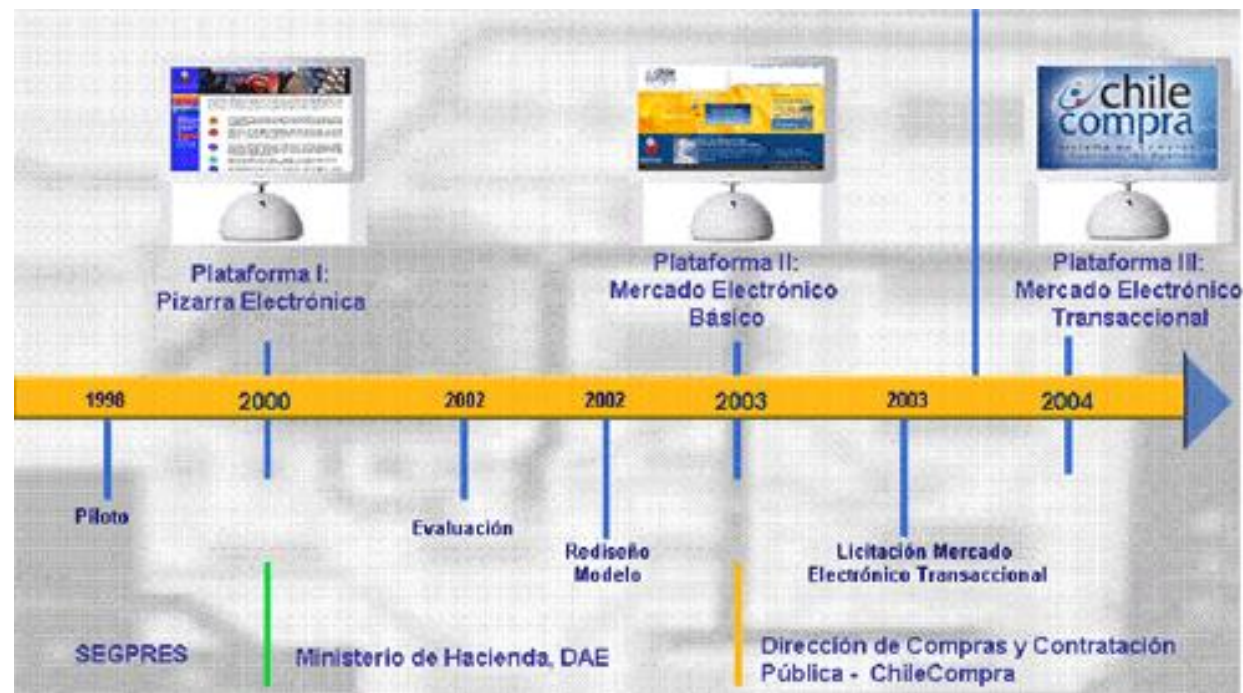 chile
compra
Plataforma I:
Pizarra Electrónica
Plataforma II:
Mercado Electrónico
Básico
Plataforma III:
Mercado Electrónico
Transaccional
1998
2000
2002
2002
2003
2003
2004
Piloto
Evaluación
Rediseño
Modelo
Licitación Mercado
Electrónico Transaccional
SEGPRES
Ministerio de Hacienda, DAE
Dirección de Compras y Contratación
Pública - ChileCompra